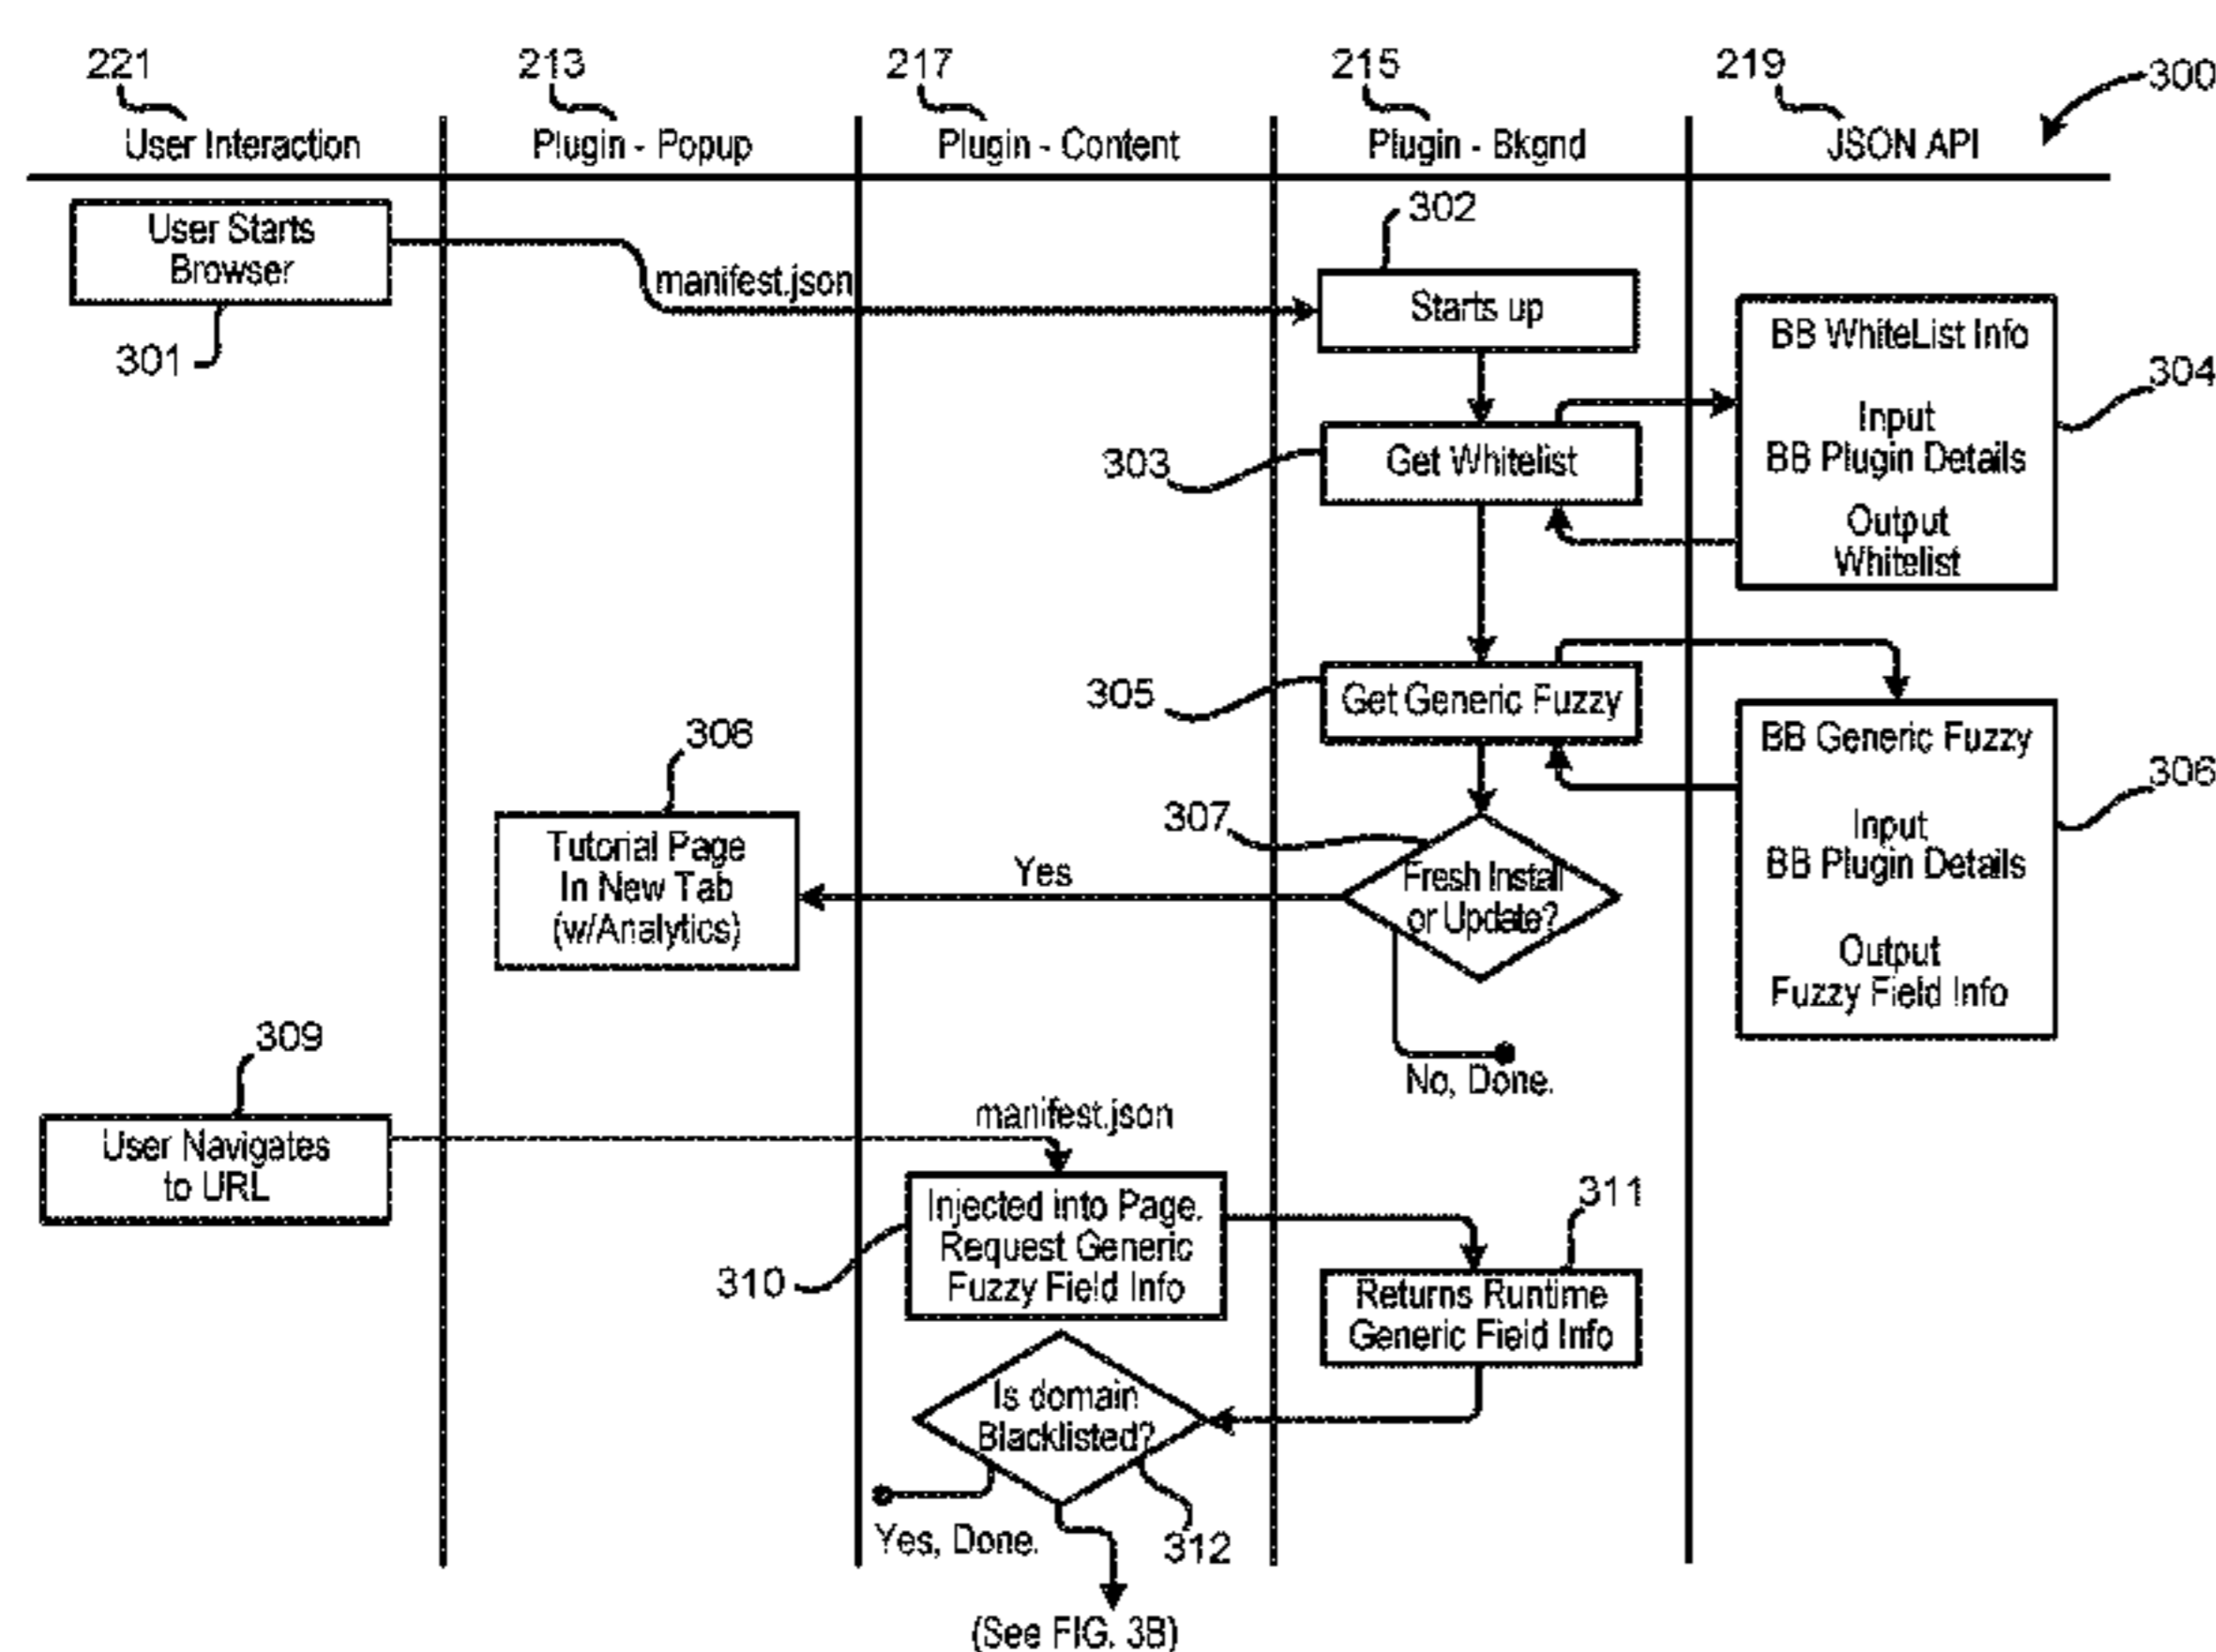 221
213
217
215
219
300
User Interaction
Plugin - Popup
Plugin - Content
Plugin - Bkgnd
JSON API
User Starts
Browser
301
manifest.json
302
Starts up
BB WhiteList Info
Input
BB Plugin Details
Output
Whitelist
304
303
Get Whitelist
305
Get Generic Fuzzy
BB Generic Fuzzy
Input
BB Plugin Details
Output
Fuzzy Field Info
306
308
Tutorial Page
In New Tab
(w/Analytics)
Yes
307
Fresh Install
or Update?
No, Done.
309
User Navigates
to URL
manifest.json
310
Injected into Page.
Request Generic
Fuzzy Field Info
311
Returns Runtime
Generic Field Info
Is domain
Blacklisted?
Yes, Done.
312
(See FIG. 3B)